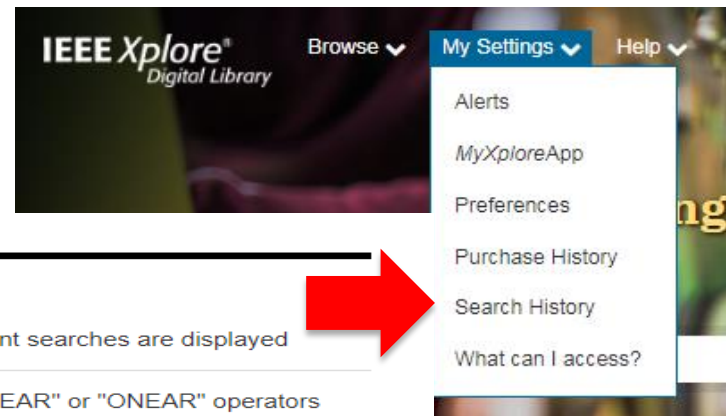 IEEE Xplore® Browse My Settings Help
Digital Library
Alerts
MyXploreApp
Preferences
ng
Purchase History
Search History
nt searches are displayed
What can I access?
EAR" or "ONEAR" operators